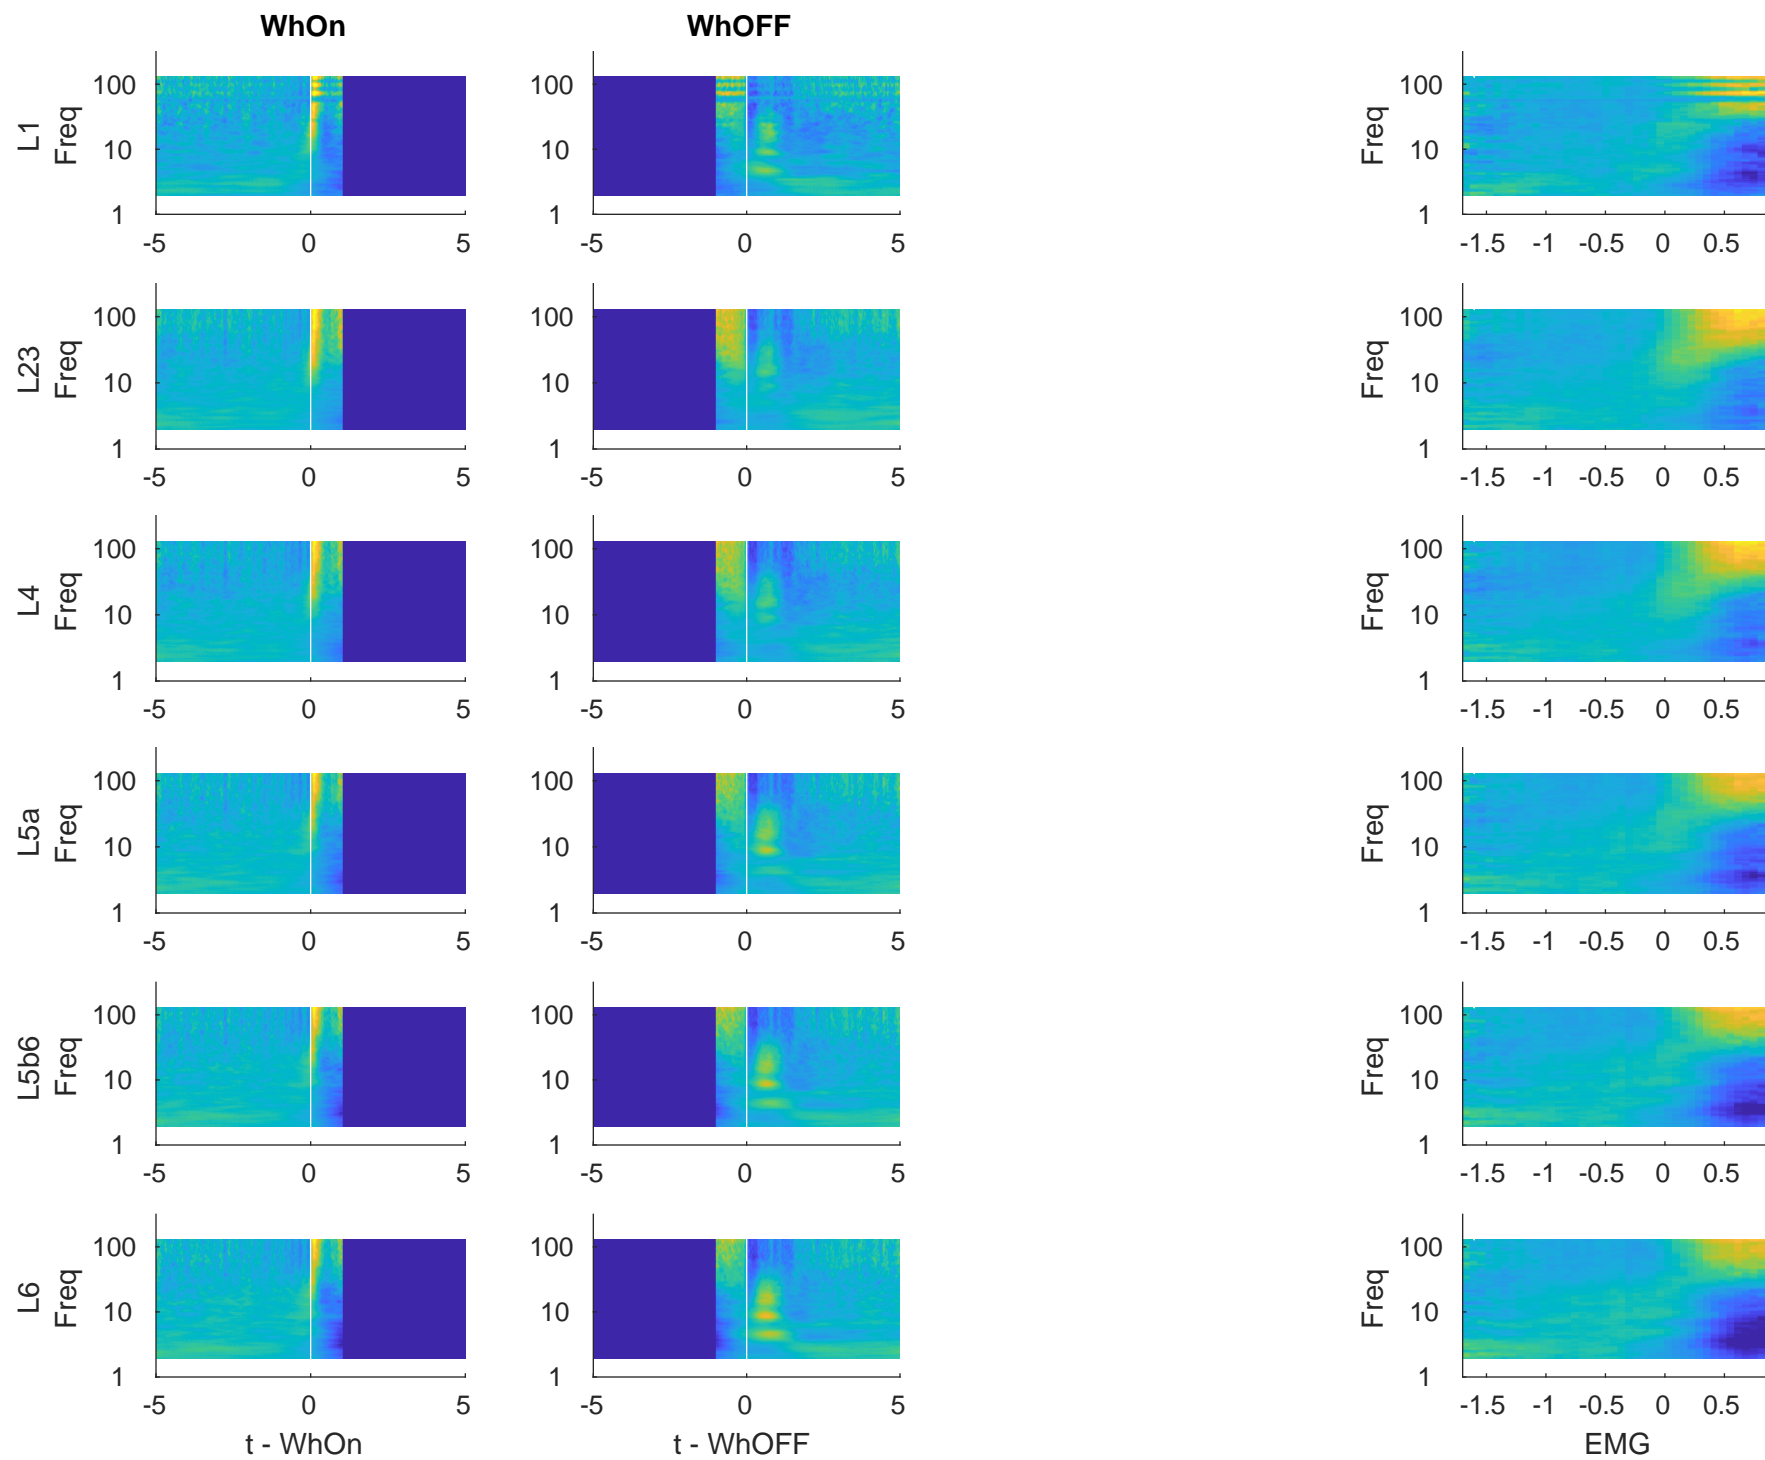 WhOn WhOFF
L1 Freq 100 10 1 100 10 1 Freq 100 10 1
-5 0 5 -5 0 5 -1.5 -1 -0.5 0 0.5
L23 Freq 100 10 1 100 10 1 Freq 100 10 1
-5 0 5 -5 0 5 -1.5 -1 -0.5 0 0.5
L4 Freq 100 10 1 100 10 1 Freq 100 10 1
-5 0 5 -5 0 5 -1.5 -1 -0.5 0 0.5
L5a Freq 100 10 1 100 10 1 Freq 100 10 1
-5 0 5 -5 0 5 -1.5 -1 -0.5 0 0.5
L5b6 Freq 100 10 1 100 10 1 Freq 100 10 1
-5 0 5 -5 0 5 -1.5 -1 -0.5 0 0.5
L6 Freq 100 10 1 100 10 1 Freq 100 10 1
-5 0 5 -5 0 5 -1.5 -1 -0.5 0 0.5
t - WhOn t - WhOFF EMG